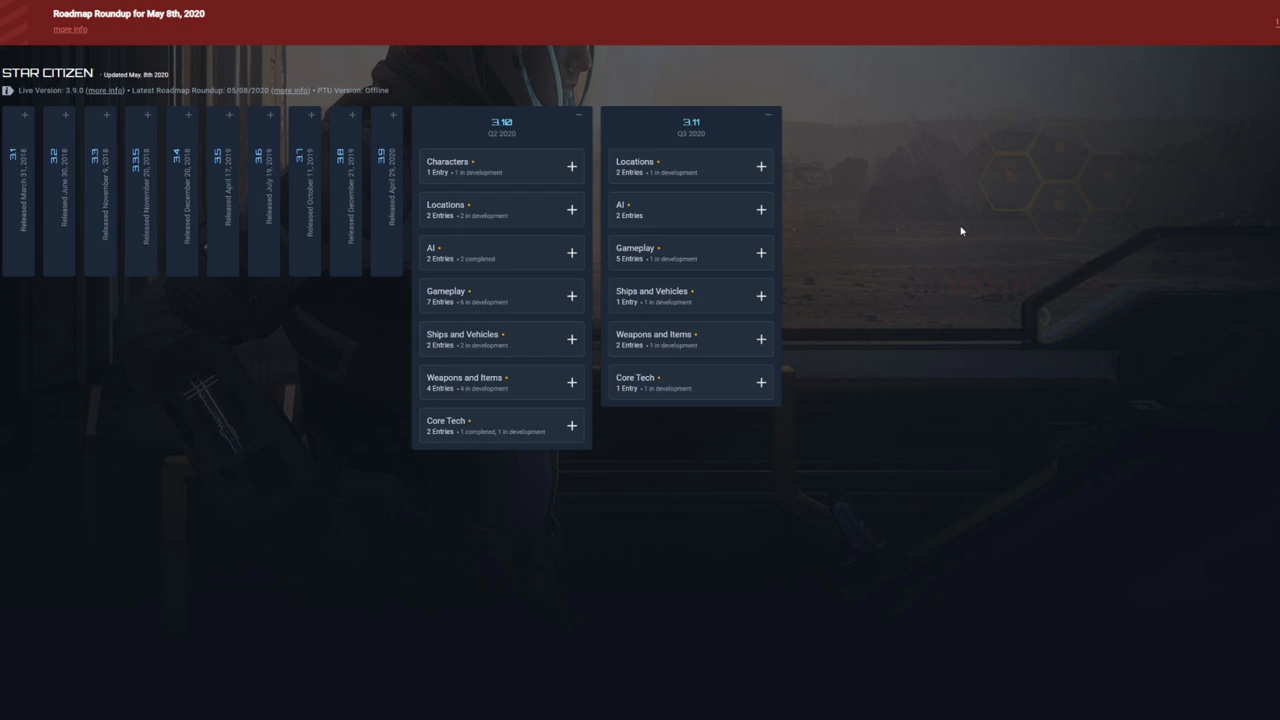 Roadmap Roundup for May 8th, 2020
more info
STAR CITIZEN - Updated May. 8th 2020
Live Version: 3.9.0 (more info) • Latest Roadmap Roundup: 05/08/2020 (more info) • PTU Version: Offline
3.1 Released March 31, 2018
3.2 Released June 30, 2018
3.3 Released November 9, 2018
3.3.5 Released November 20, 2018
3.4 Released December 20, 2018
3.5 Released April 17, 2019
3.6 Released July 19, 2019
3.7 Released October 11, 2019
3.8 Released December 21, 2019
3.9 Released April 29, 2020
3.10
Q2 2020
Characters •
1 Entry • 1 in development
Locations •
2 Entries • 2 in development
AI •
2 Entries • 2 completed
Gameplay •
7 Entries • 6 in development
Ships and Vehicles •
2 Entries • 2 in development
Weapons and Items •
4 Entries • 4 in development
Core Tech •
2 Entries • 1 completed, 1 in development
3.11
Q3 2020
Locations •
2 Entries • 1 in development
AI •
2 Entries
Gameplay •
5 Entries • 1 in development
Ships and Vehicles •
1 Entry • 1 in development
Weapons and Items •
2 Entries • 1 in development
Core Tech •
1 Entry • 1 in development